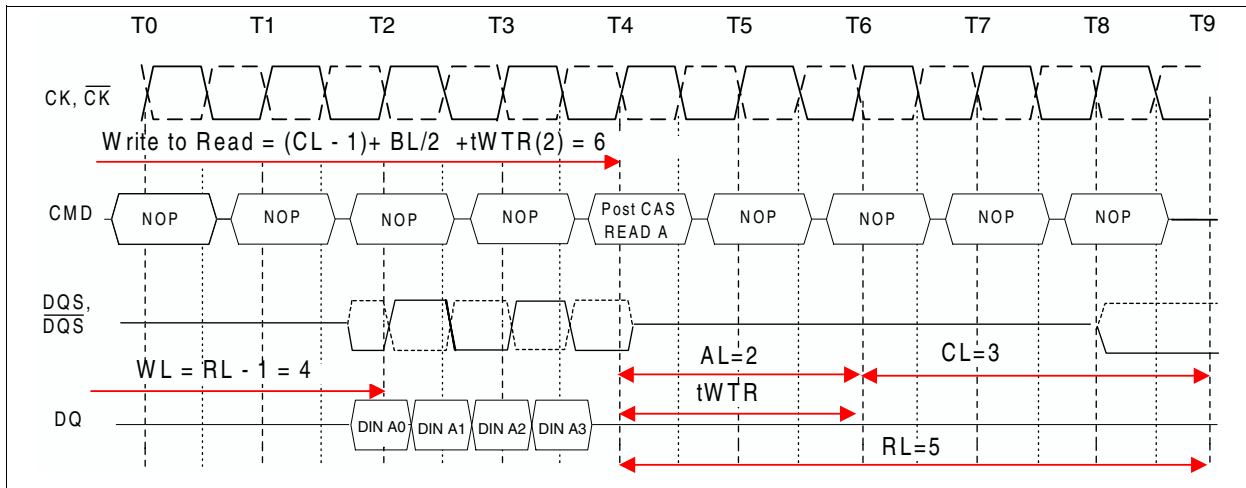 T0 T1 T2 T3 T4 T5 T6 T7 T8 T9
CK, C̅K̅
Write to Read = (CL - 1)+ BL/2 +tWTR(2) = 6
CMD NOP NOP NOP NOP Post CAS READ A NOP NOP NOP NOP
DQS,
D̅Q̅S̅
AL=2 CL=3
WL = RL - 1 = 4
tWTR
DQ DIN A0 DIN A1 DIN A2 DIN A3
RL=5